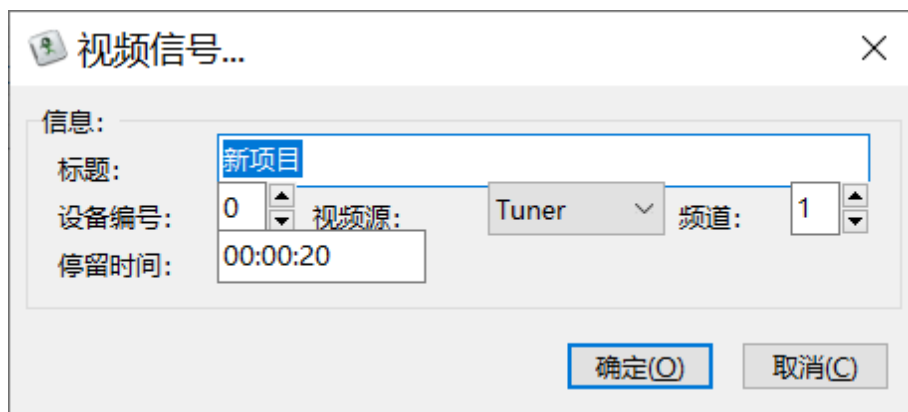 视频信号...
信息:
标题: 新项目
设备编号: 0 视频源: Tuner 频道: 1
停留时间: 00:00:20
确定(O) 取消(C)